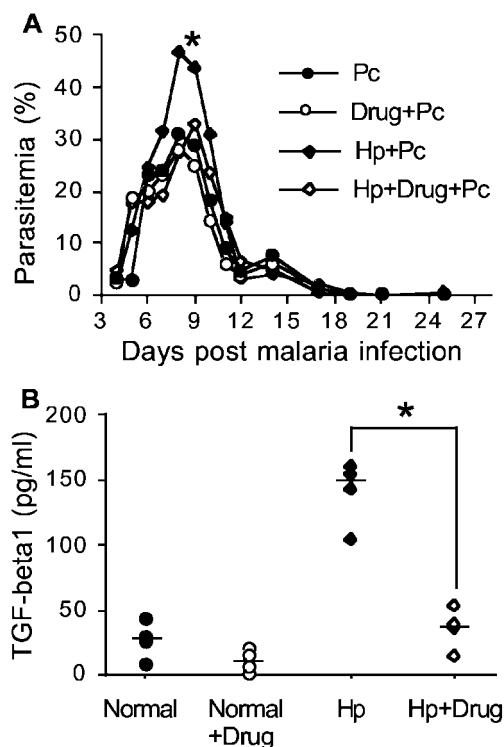 A
*
50
40
30
20
10
0
Parasitemia (%)
Pc
Drug+Pc
Hp+Pc
Hp+Drug+Pc
3 6 9 12 15 18 21 24 27
Days post malaria infection
B
*
200
150
100
50
0
TGF-beta1 (pg/ml)
Normal Normal Hp Hp+Drug
+Drug